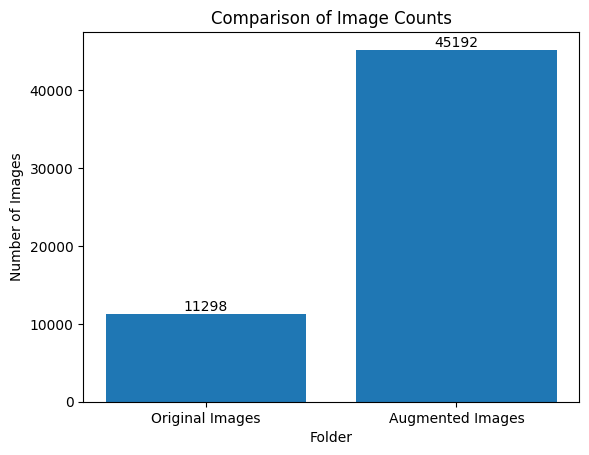 Comparison of Image Counts
45192
40000
30000
Number of Images
20000
11298
10000
0
Original Images
Augmented Images
Folder